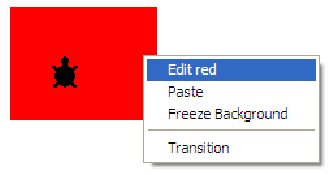 Edit red
Paste
Freeze Background
Transition